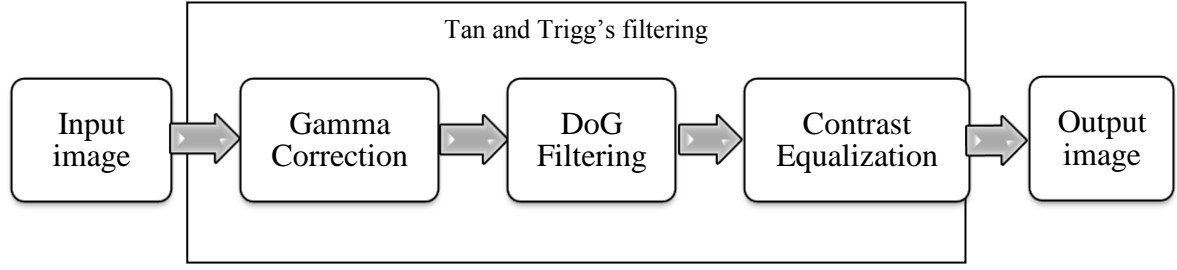 Tan and Trigg's filtering
Input
image
Gamma
Correction
DoG
Filtering
Contrast
Equalization
Output
image